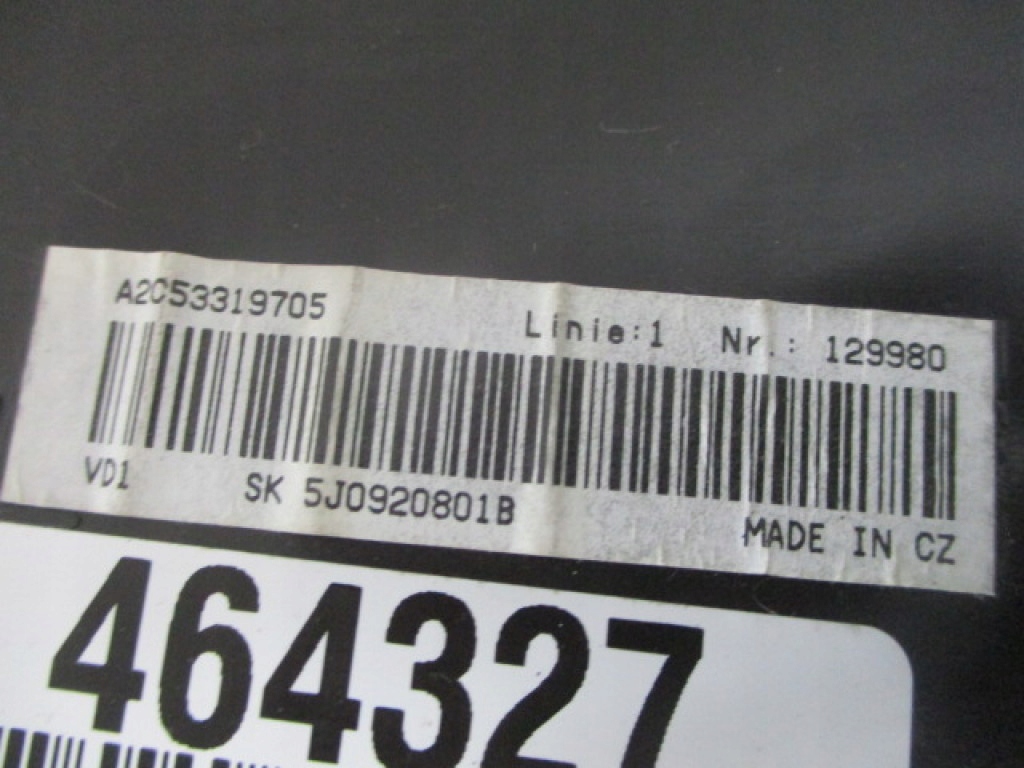 A2C53319705 Linie:1 Nr.: 129980
VD1 SK 5J0920801B MADE IN CZ
464327